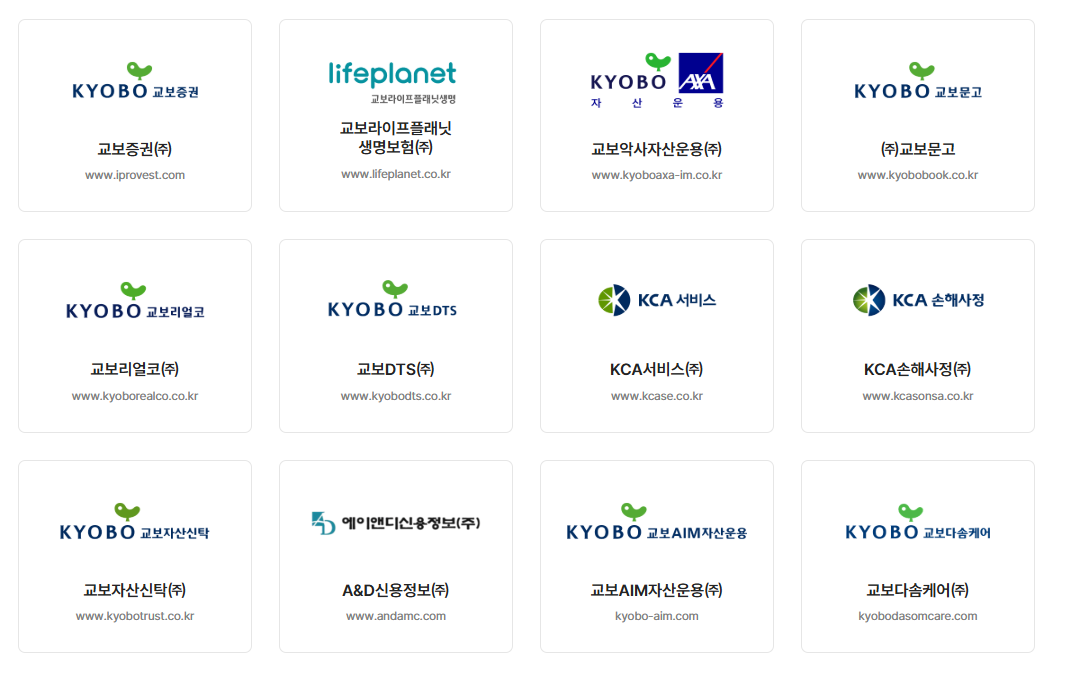 KYOBO 교보증권
교보증권㈜
www.iprovest.com
lifeplanet
교보라이프플래닛생명
교보라이프플래닛
생명보험㈜
www.lifeplanet.co.kr
KYOBO AXA
자 산 운 용
교보악사자산운용㈜
www.kyoboaxa-im.co.kr
KYOBO 교보문고
㈜교보문고
www.kyobobook.co.kr
KYOBO 교보리얼코
교보리얼코㈜
www.kyoborealco.co.kr
KYOBO 교보DTS
교보DTS㈜
www.kyobodts.co.kr
KCA 서비스
KCA서비스㈜
www.kcase.co.kr
KCA 손해사정
KCA손해사정㈜
www.kcasonsa.co.kr
KYOBO 교보자산신탁
교보자산신탁㈜
www.kyobotrust.co.kr
에이앤디신용정보(주)
A&D신용정보㈜
www.andamc.com
KYOBO 교보AIM자산운용
교보AIM자산운용㈜
kyobo-aim.com
KYOBO 교보다솜케어
교보다솜케어㈜
kyobodasomcare.com